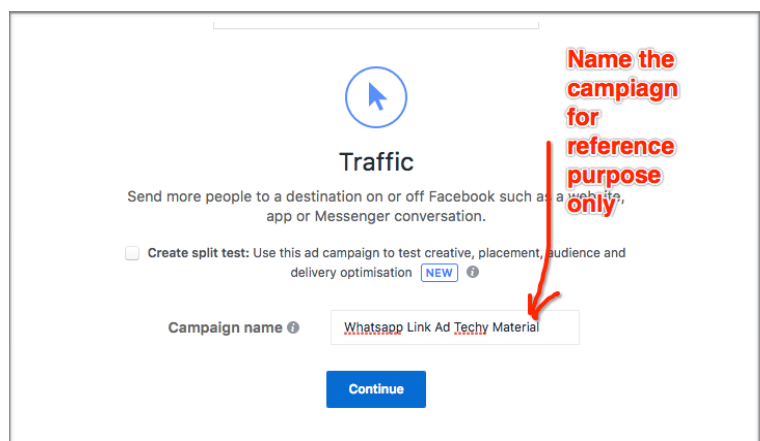 Name the
campiagn
for
reference
purpose
only
Traffic
Send more people to a destination on or off Facebook such as a website,
app or Messenger conversation.
Create split test: Use this ad campaign to test creative, placement, audience and
delivery optimisation NEW
Campaign name
Whatsapp Link Ad Techy Material
Continue